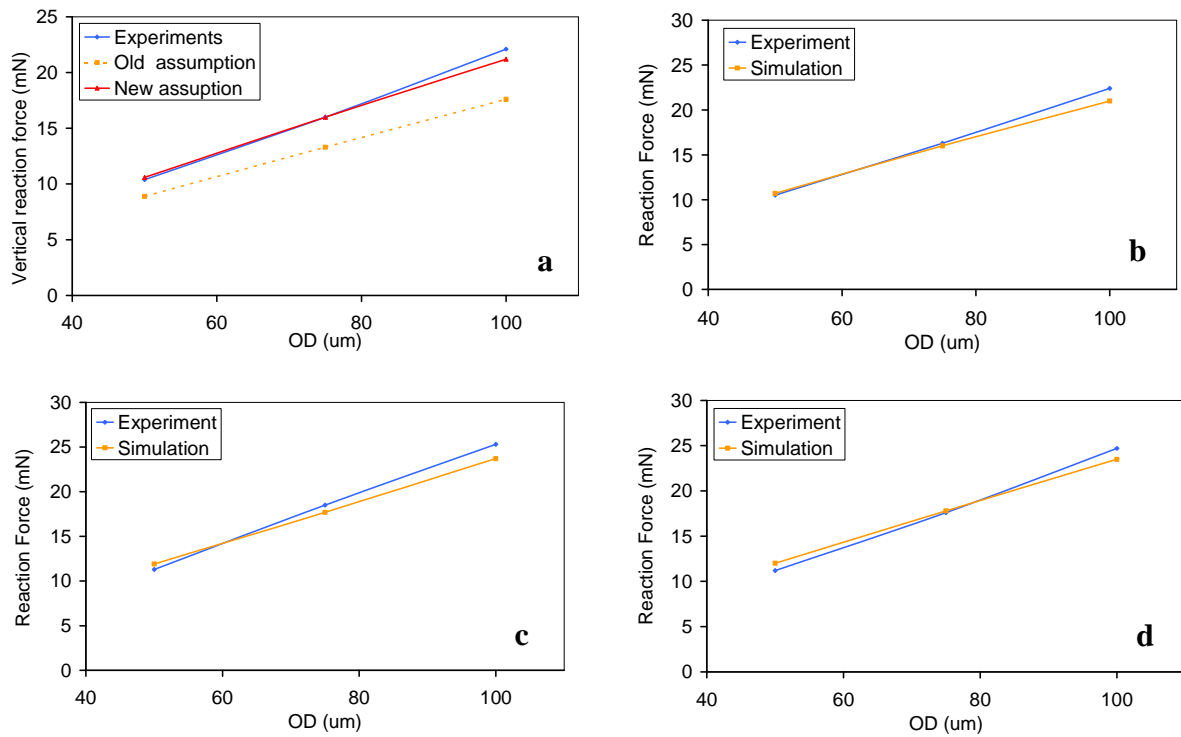 Vertical reaction force (mN)
25
20
15
10
5
0
Experiments
Old assumption
New assuption
a
40
60
80
100
OD (um)
Reaction Force (mN)
30
25
20
15
10
5
0
Experiment
Simulation
b
40
60
80
100
OD (um)
Reaction Force (mN)
30
25
20
15
10
5
0
Experiment
Simulation
c
40
60
80
100
OD (um)
Reaction Force (mN)
30
25
20
15
10
5
0
Experiment
Simulation
d
40
60
80
100
OD (um)